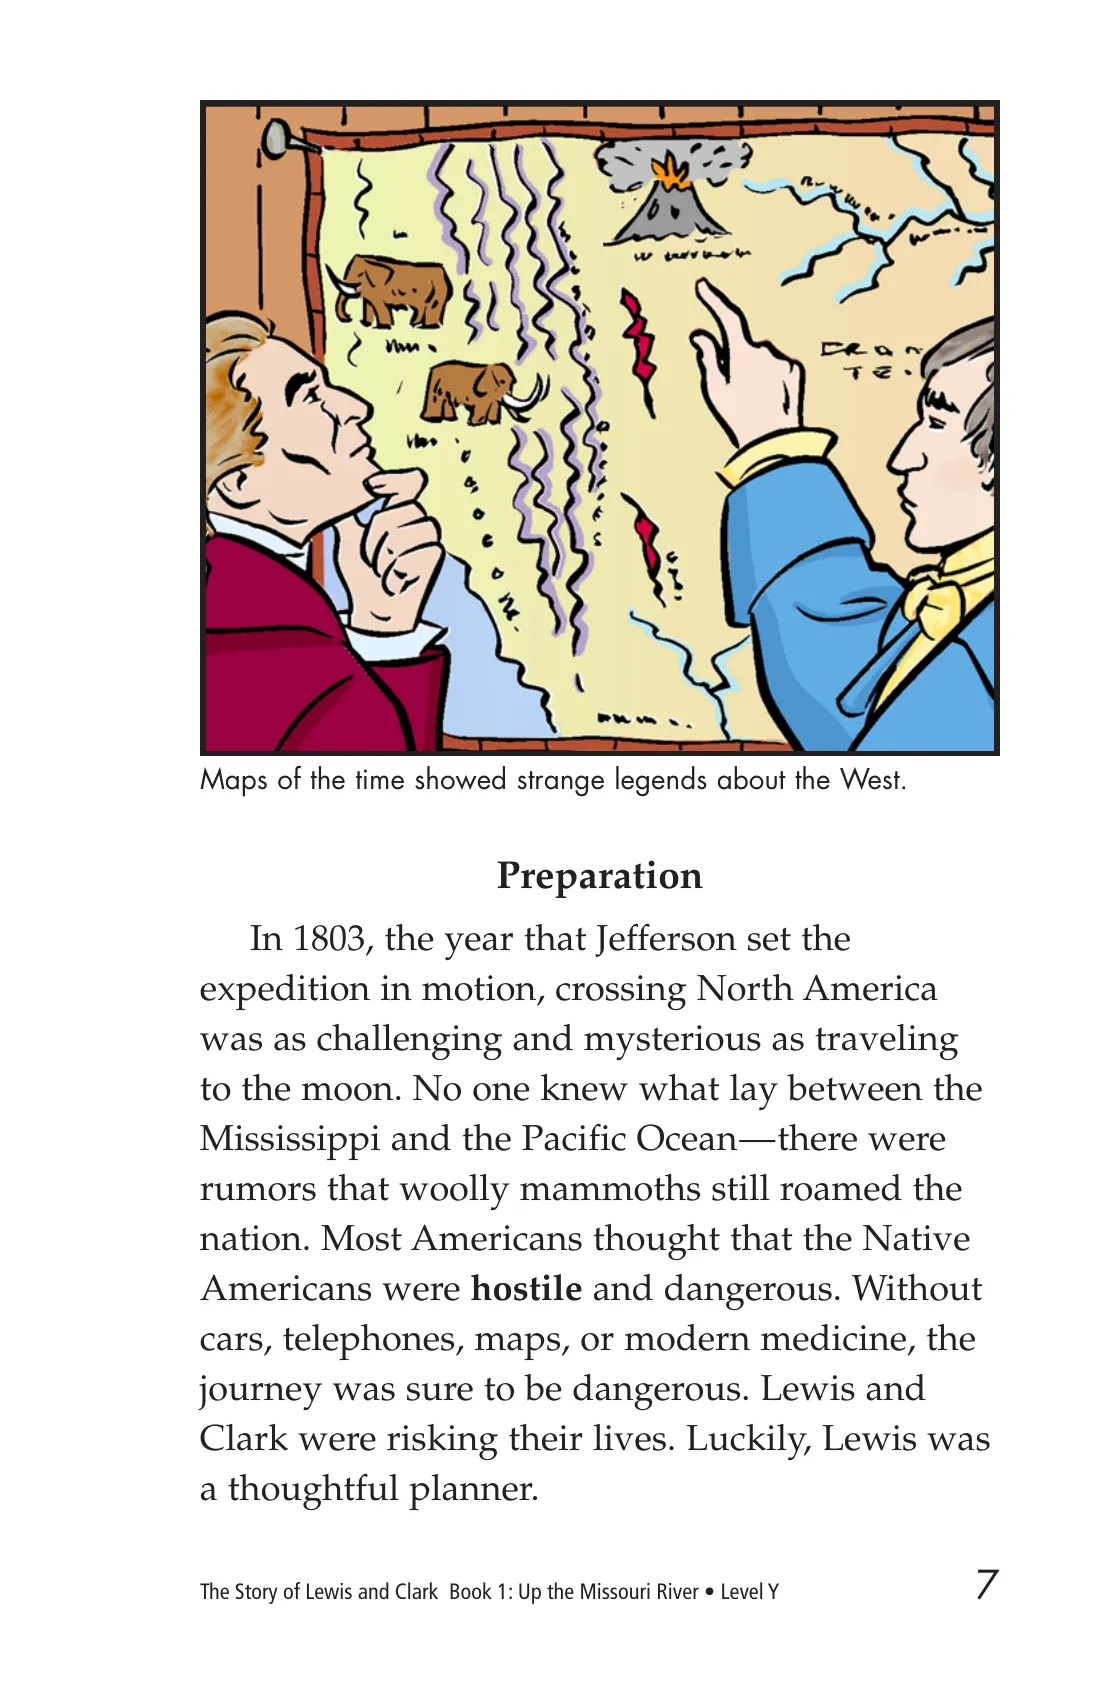 Maps of the time showed strange legends about the West.
Preparation
In 1803, the year that Jefferson set the
expedition in motion, crossing North America
was as challenging and mysterious as traveling
to the moon. No one knew what lay between the
Mississippi and the Pacific Ocean—there were
rumors that woolly mammoths still roamed the
nation. Most Americans thought that the Native
Americans were hostile and dangerous. Without
cars, telephones, maps, or modern medicine, the
journey was sure to be dangerous. Lewis and
Clark were risking their lives. Luckily, Lewis was
a thoughtful planner.
The Story of Lewis and Clark Book 1: Up the Missouri River • Level Y 7